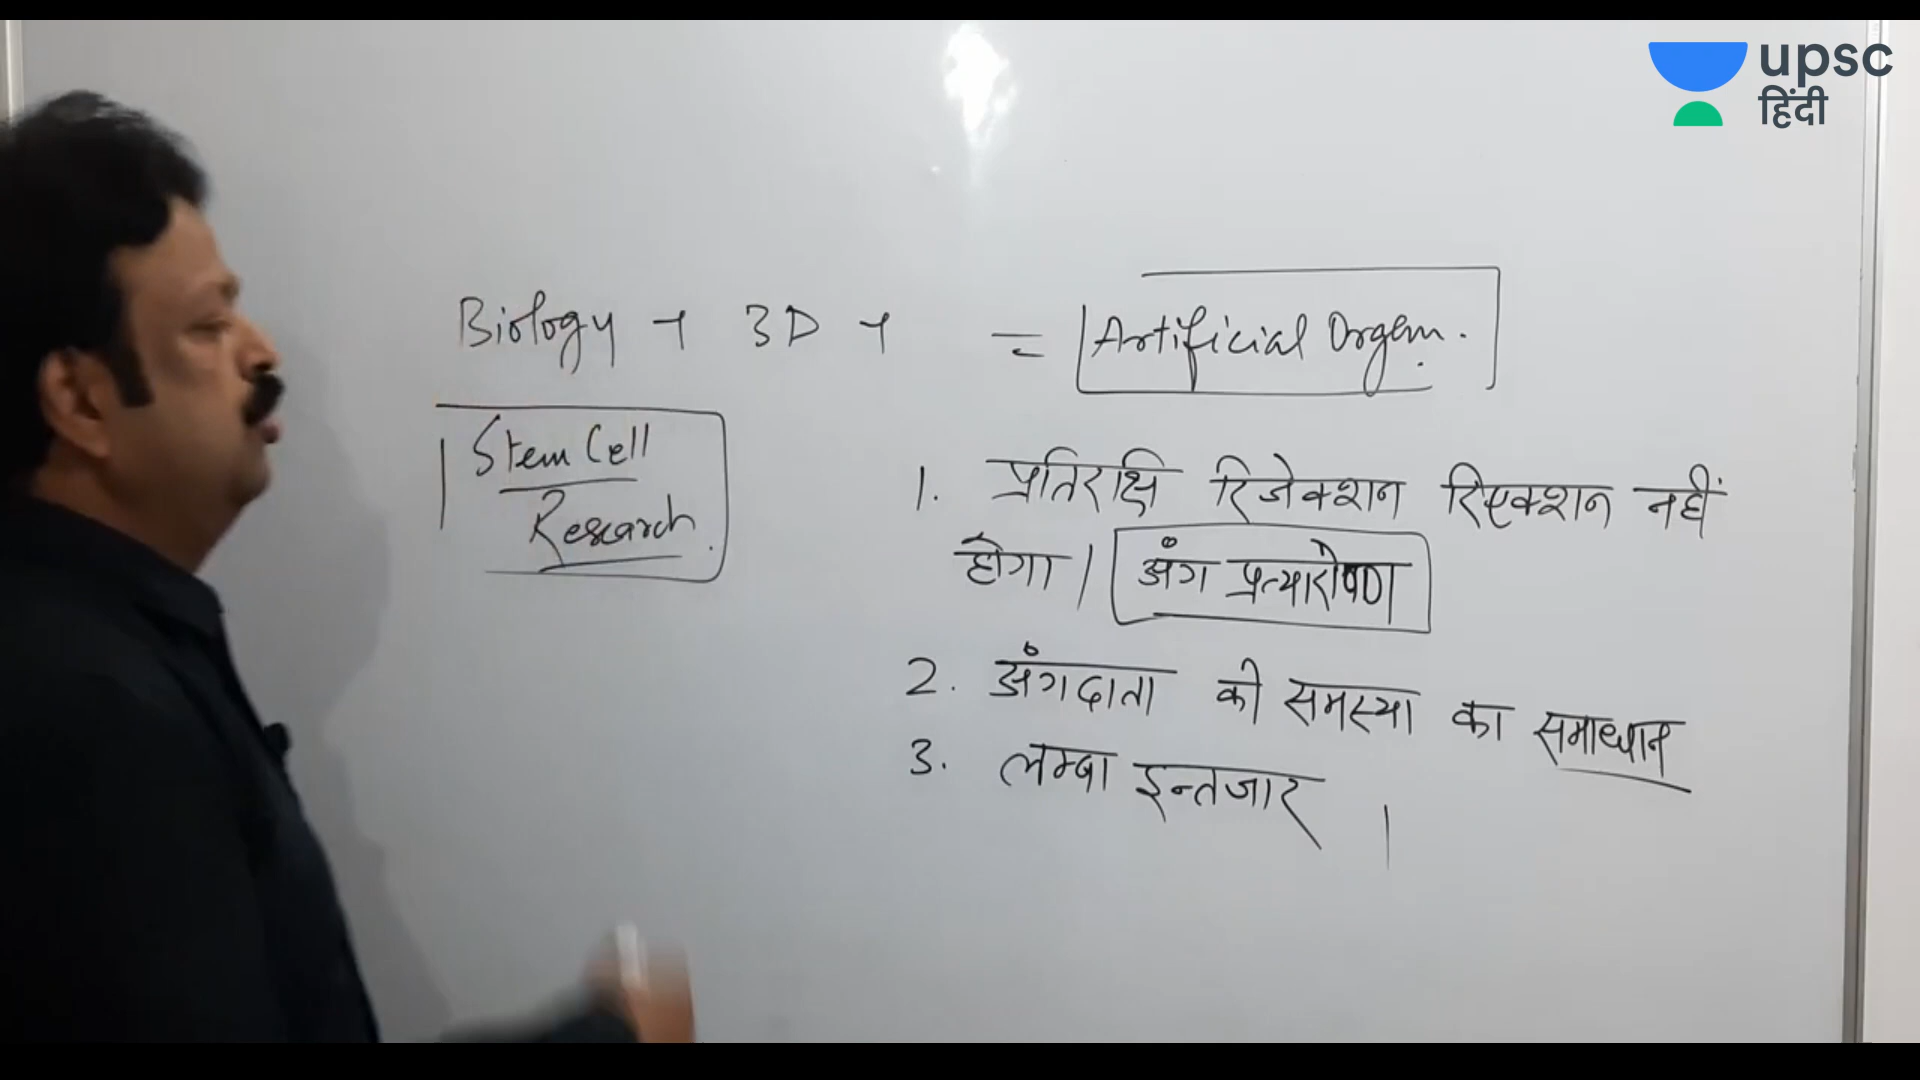 upsc
हिंदी
Biology + 3D + = Artificial Organ.
Stem Cell
Research.
1. प्रतिरक्षि रिजेक्शन रिएक्शन नहीं
होगा। अंग प्रत्यारोपण
2. अंगदाता की समस्या का समाधान
3. लम्बा इन्तजार ।